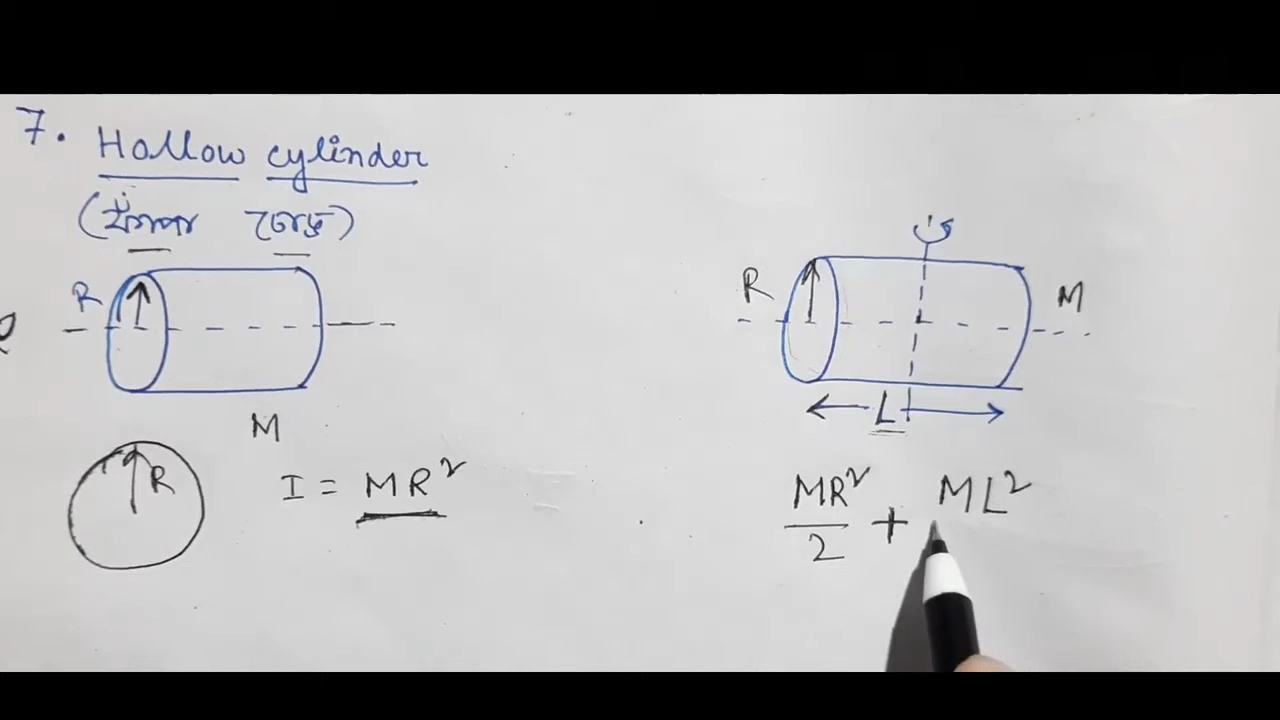 7. Hollow cylinder
R
R
M
L
M
R
I = MR²
MR²/2 + ML²